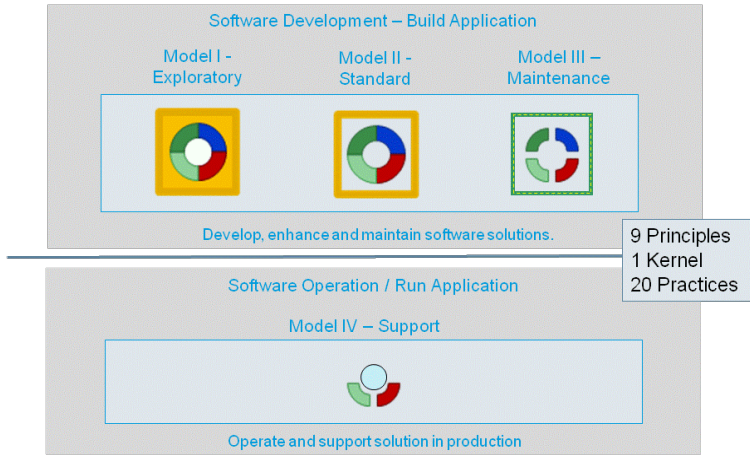 Software Development – Build Application
Model I -
Exploratory
Model II -
Standard
Model III –
Maintenance
Develop, enhance and maintain software solutions.
9 Principles
1 Kernel
20 Practices
Software Operation / Run Application
Model IV – Support
Operate and support solution in production